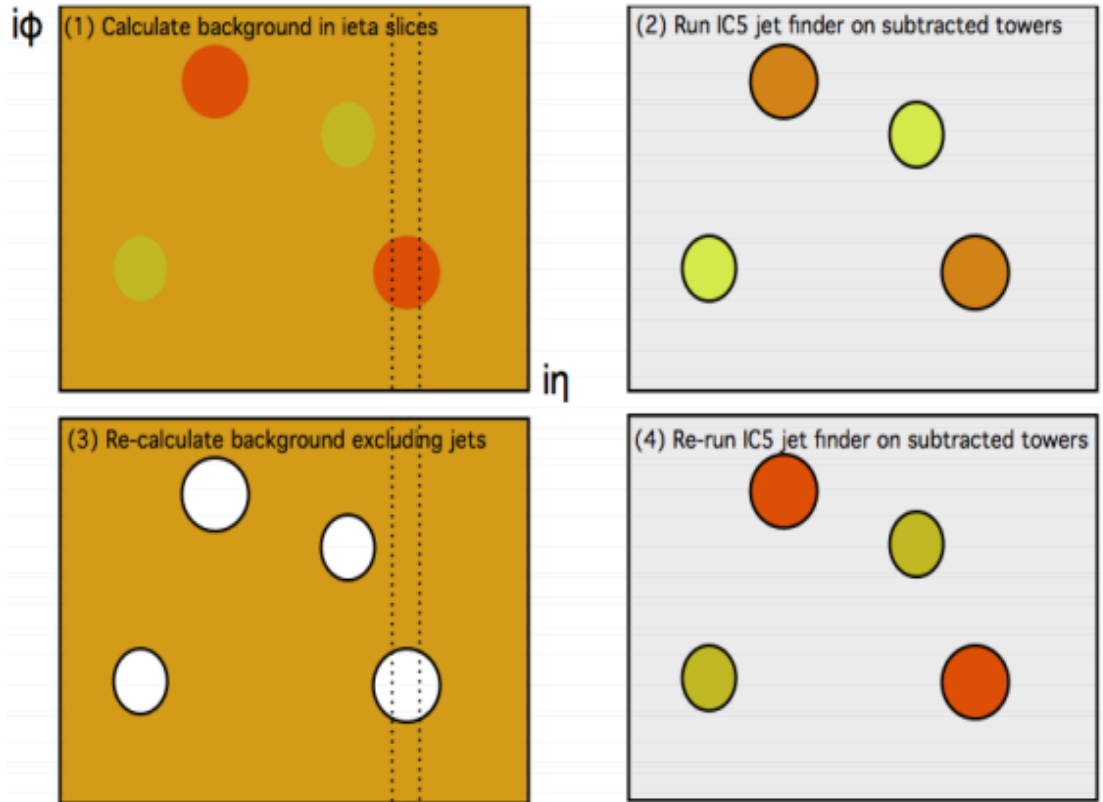 iϕ
(1) Calculate background in ieta slices
(2) Run IC5 jet finder on subtracted towers
iη
(3) Re-calculate background excluding jets
(4) Re-run IC5 jet finder on subtracted towers